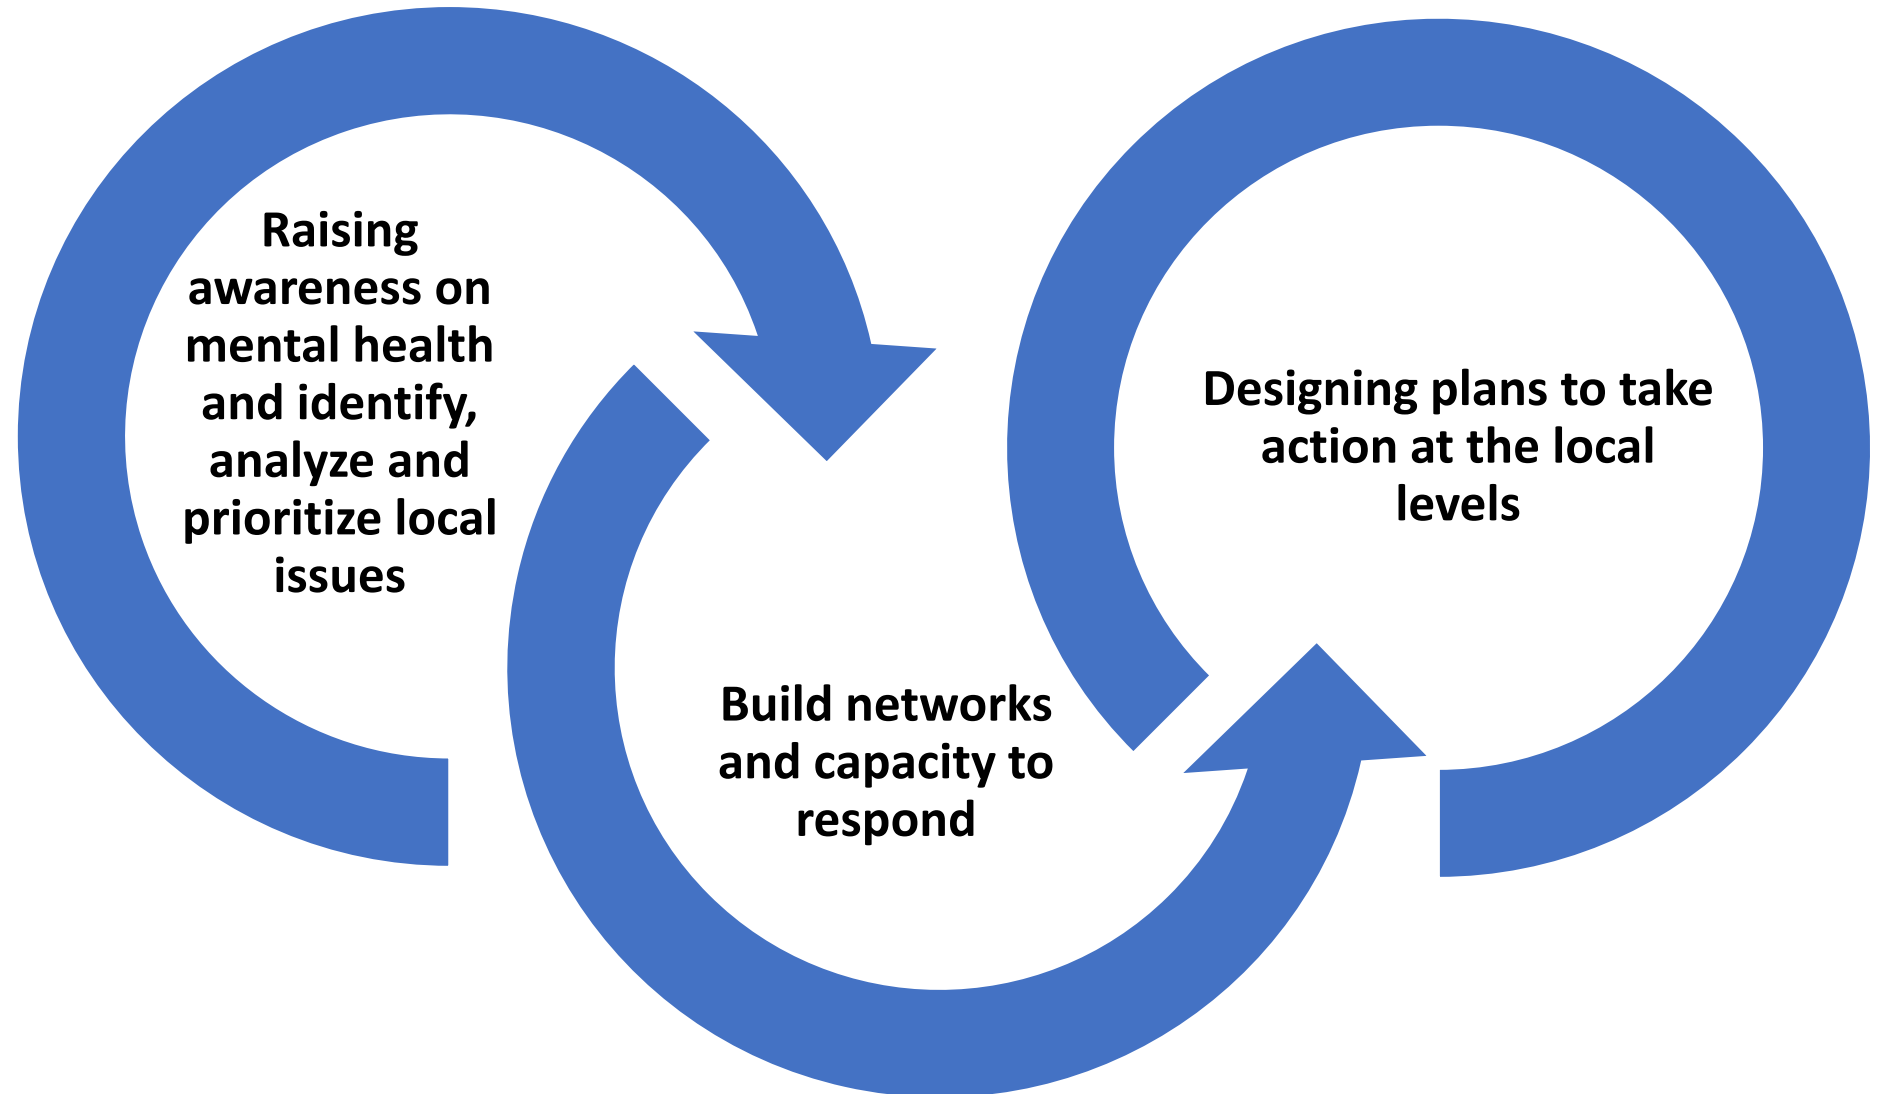 Raising
awareness on
mental health
and identify,
analyze and
prioritize local
issues
Build networks
and capacity to
respond
Designing plans to take
action at the local
levels